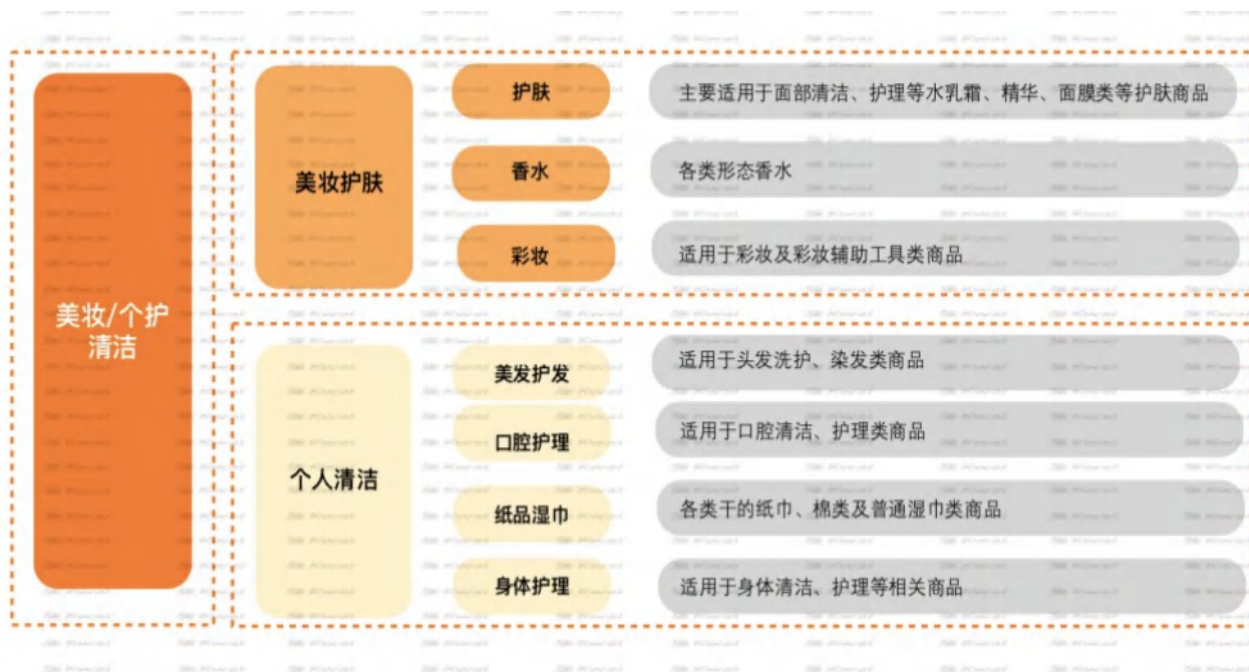 美妆/个护
清洁
美妆护肤
护肤
主要适用于面部清洁、护理等水乳霜、精华、面膜类等护肤商品
香水
各类形态香水
彩妆
适用于彩妆及彩妆辅助工具类商品
个人清洁
美发护发
适用于头发洗护、染发类商品
口腔护理
适用于口腔清洁、护理类商品
纸品湿巾
各类干的纸巾、棉类及普通湿巾类商品
身体护理
适用于身体清洁、护理等相关商品